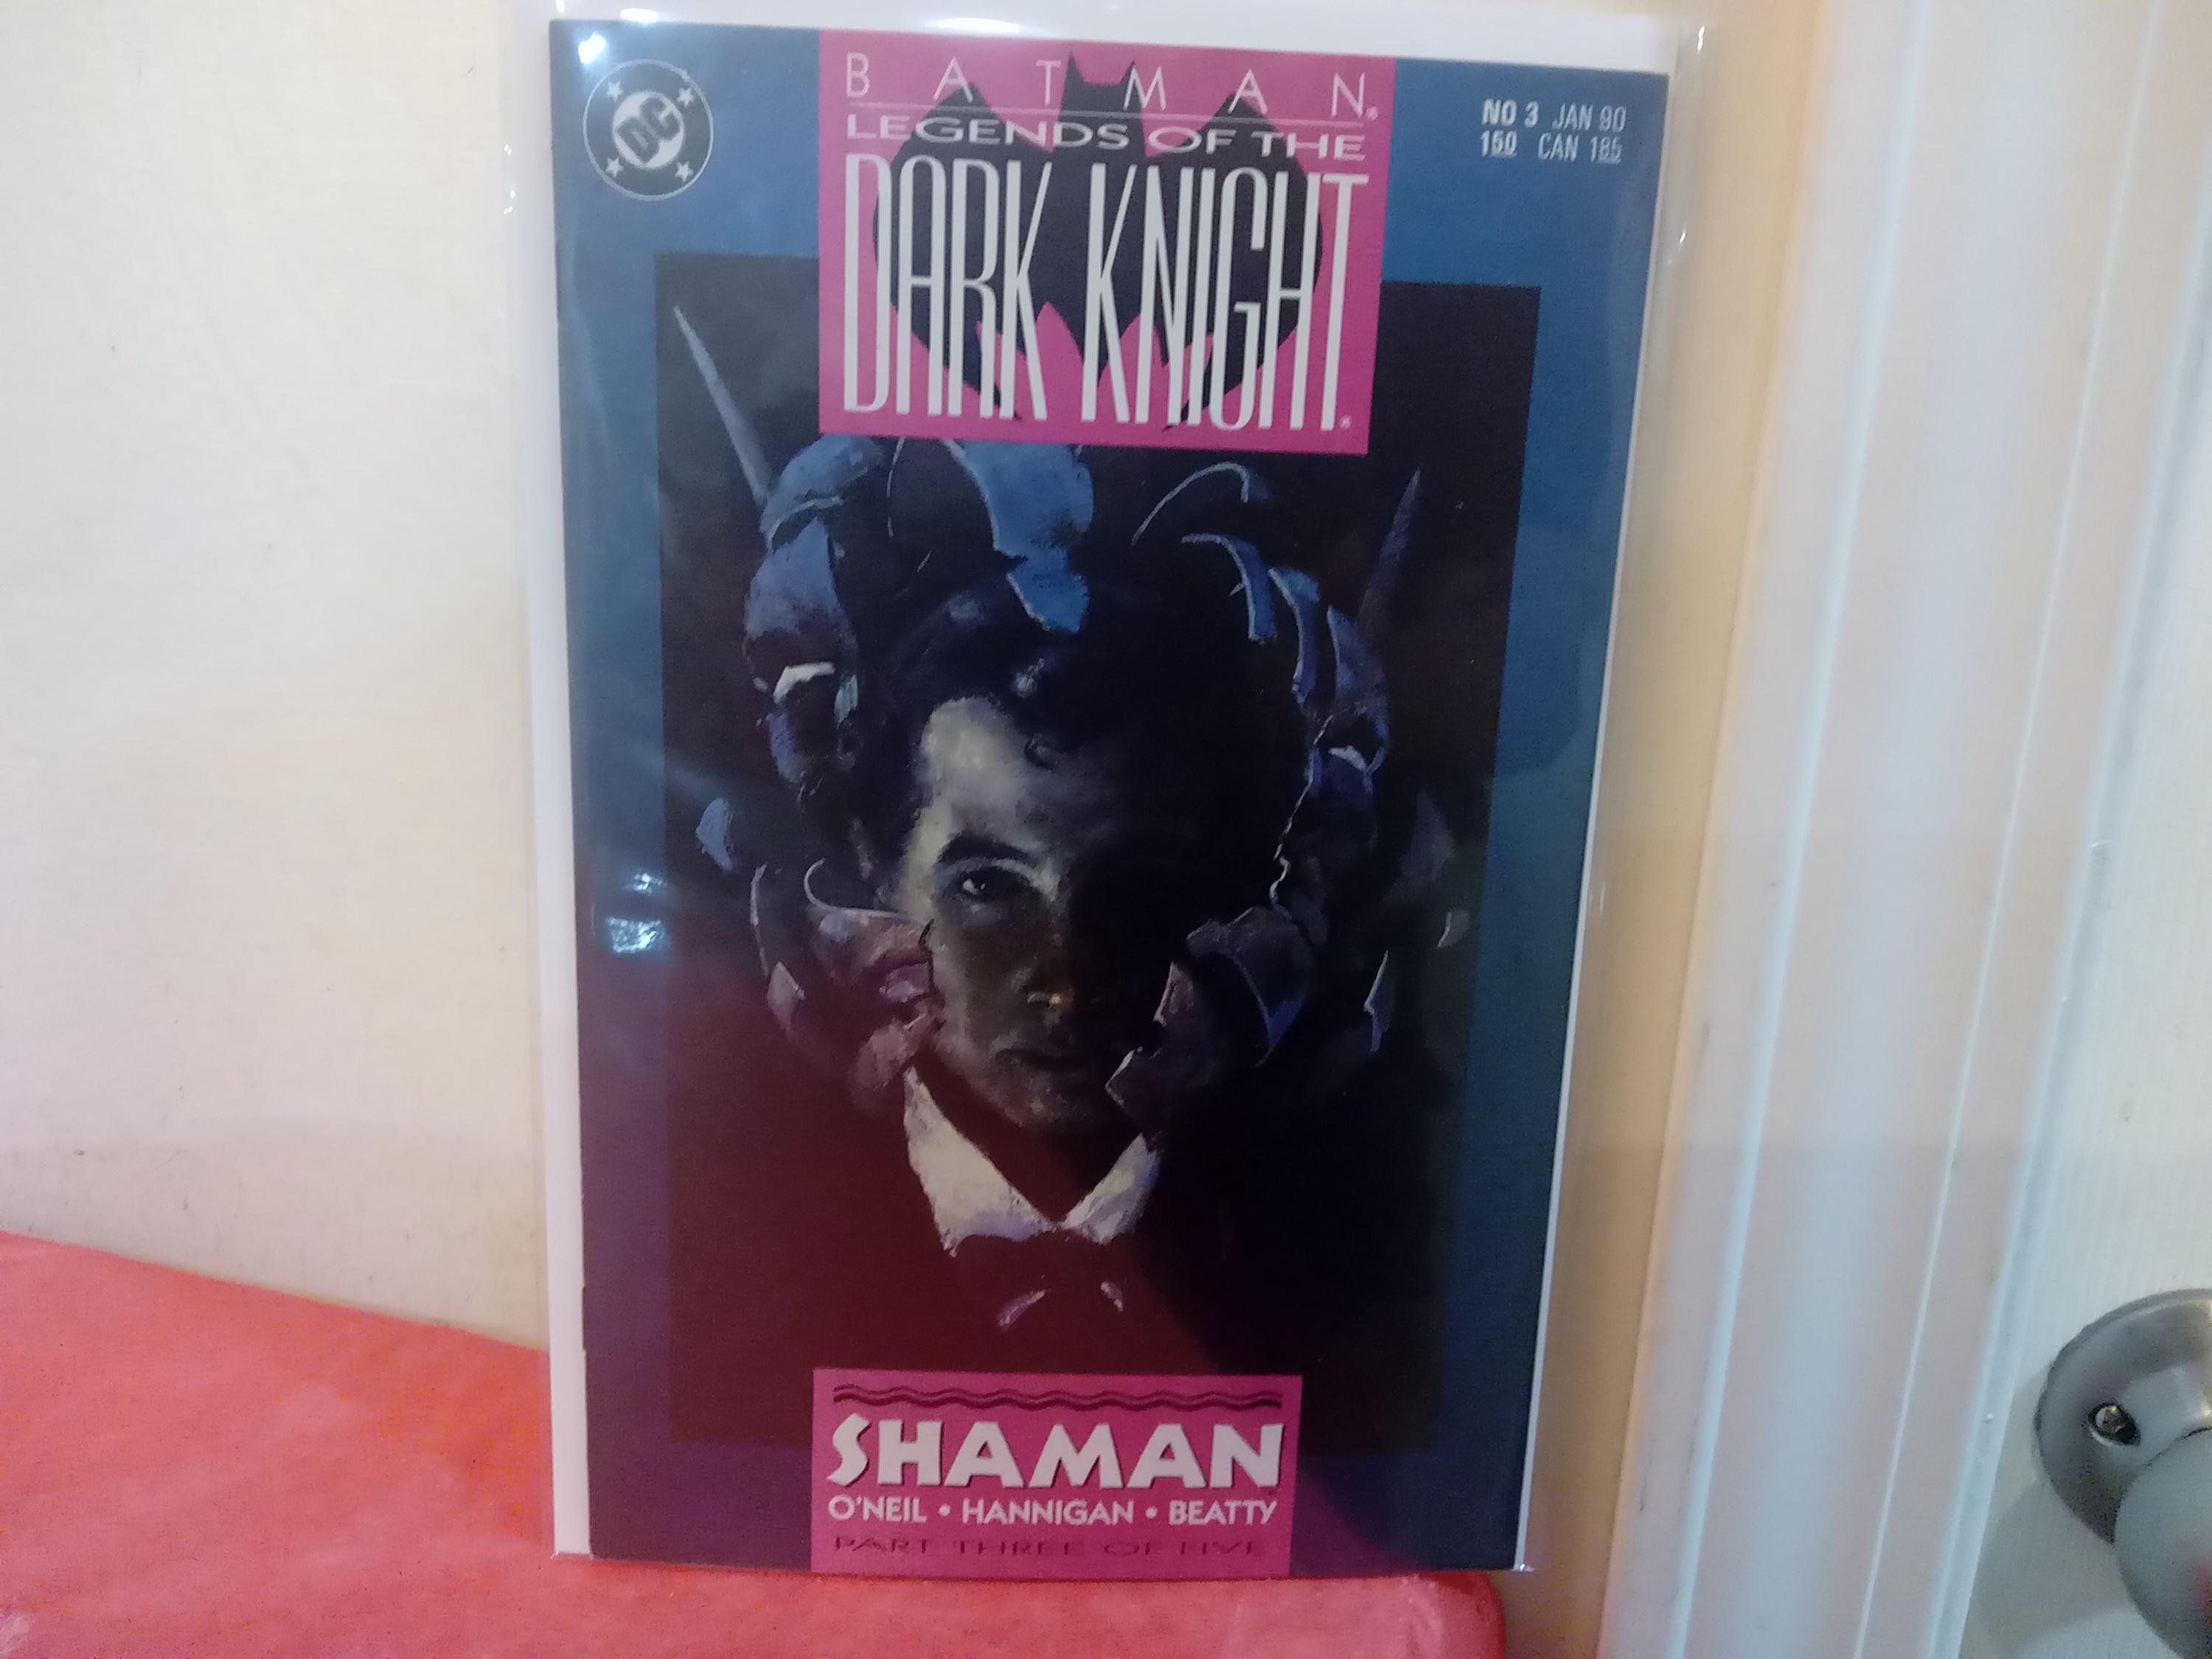 DC
BATMAN®
LEGENDS OF THE
DARK KNIGHT®
NO 3 JAN 90
150 CAN 185
SHAMAN
O'NEIL • HANNIGAN • BEATTY
PART THREE OF FIVE